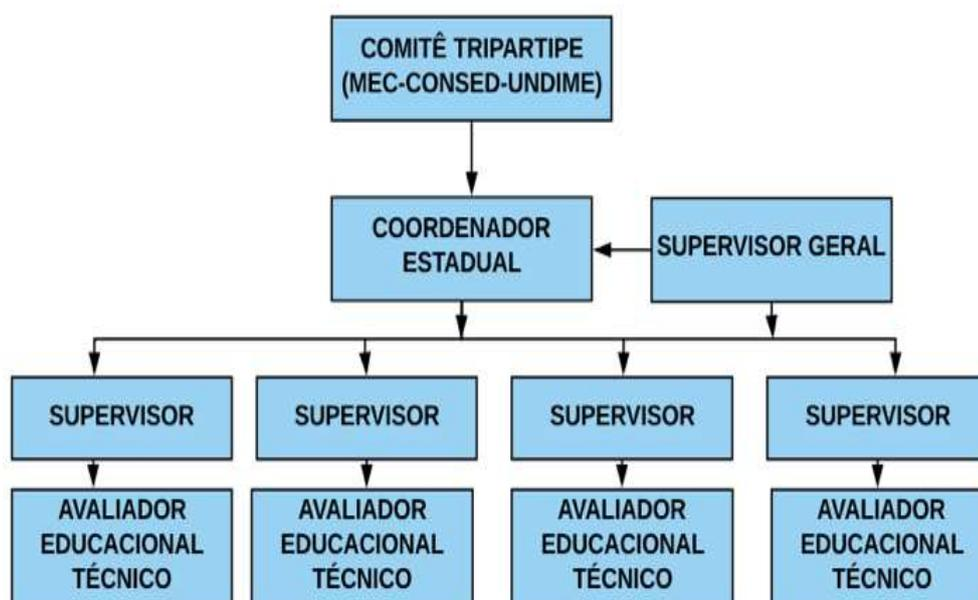 COMITÊ TRIPARTIPE
(MEC-CONSED-UNDIME)
COORDENADOR
ESTADUAL
SUPERVISOR GERAL
SUPERVISOR
SUPERVISOR
SUPERVISOR
SUPERVISOR
AVALIADOR
EDUCACIONAL
TÉCNICO
AVALIADOR
EDUCACIONAL
TÉCNICO
AVALIADOR
EDUCACIONAL
TÉCNICO
AVALIADOR
EDUCACIONAL
TÉCNICO